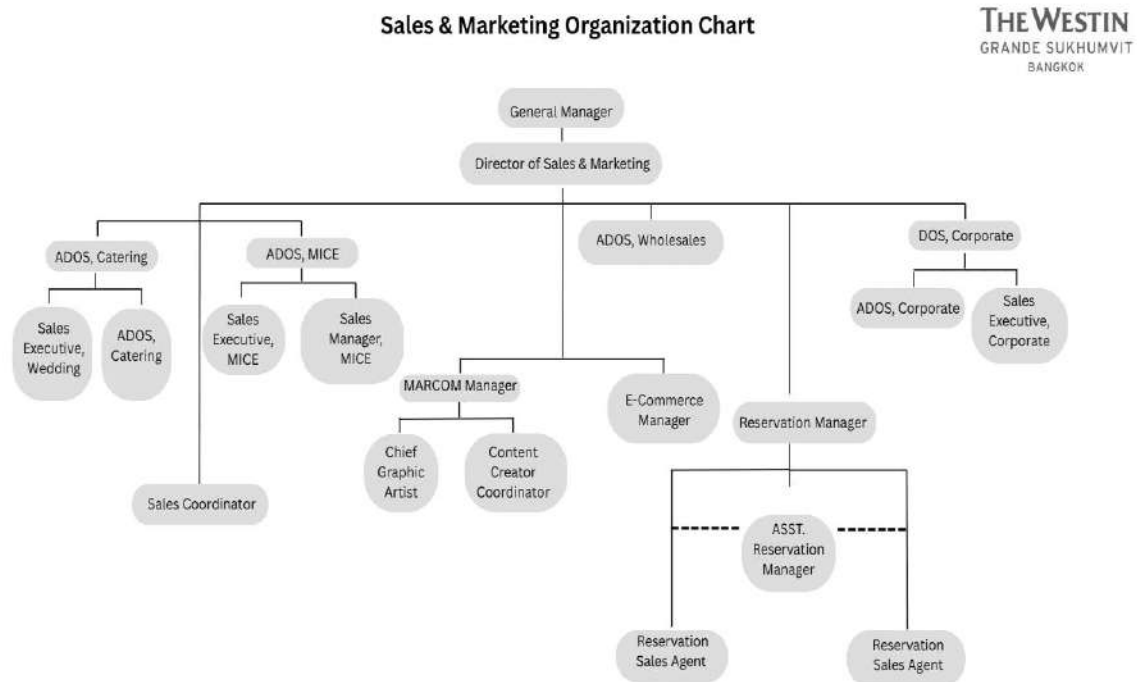 Sales & Marketing Organization Chart
THE WESTIN
GRANDE SUKHUMVIT
BANGKOK
General Manager
Director of Sales & Marketing
ADOS, Catering
ADOS, MICE
ADOS, Wholesales
DOS, Corporate
Sales
Executive,
Wedding
ADOS,
Catering
Sales
Executive,
MICE
Sales
Manager,
MICE
ADOS, Corporate
Sales
Executive,
Corporate
MARCOM Manager
E-Commerce
Manager
Reservation Manager
Chief
Graphic
Artist
Content
Creator
Coordinator
Sales Coordinator
ASST.
Reservation
Manager
Reservation
Sales Agent
Reservation
Sales Agent